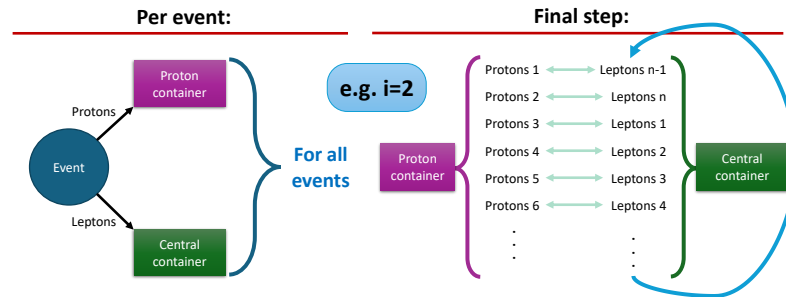 Per event:
Final step:
Proton
container
Protons
Event
Leptons
Central
container
For all
events
e.g. i=2
Proton
container
Protons 1 Leptons n-1
Protons 2 Leptons n
Protons 3 Leptons 1
Protons 4 Leptons 2
Protons 5 Leptons 3
Protons 6 Leptons 4
Central
container